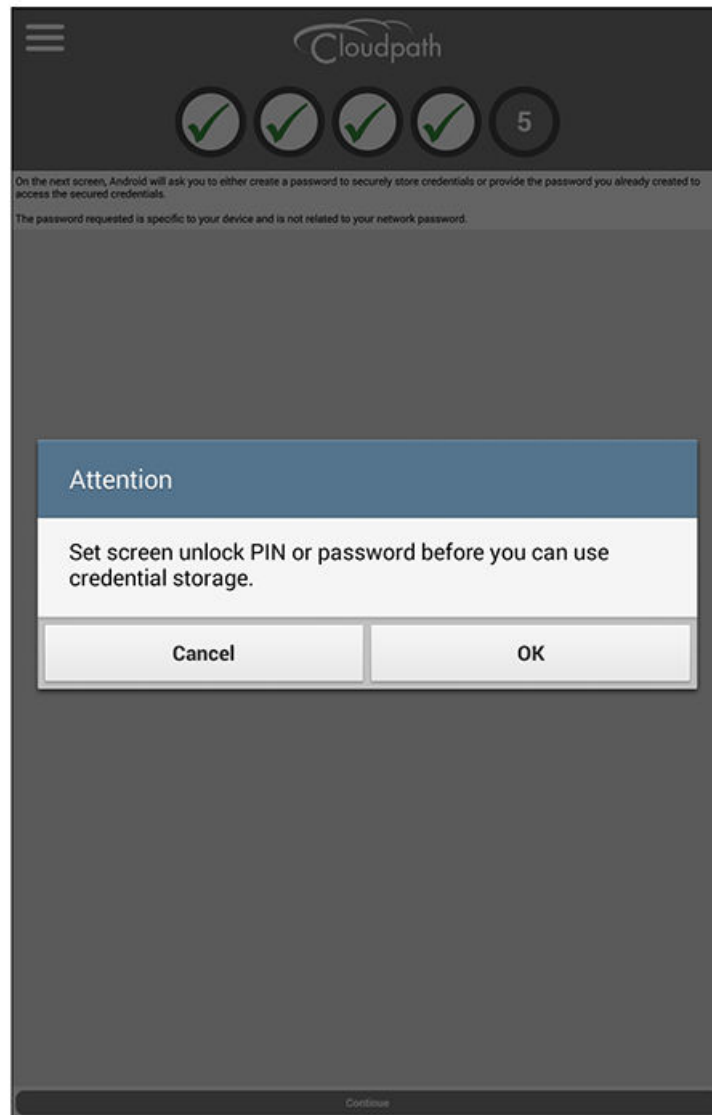 Cloudpath
5
On the next screen, Android will ask you to either create a password to securely store credentials or provide the password you already created to
access the secured credentials.
The password requested is specific to your device and is not related to your network password.
Attention
Set screen unlock PIN or password before you can use
credential storage.
Cancel OK
Continue